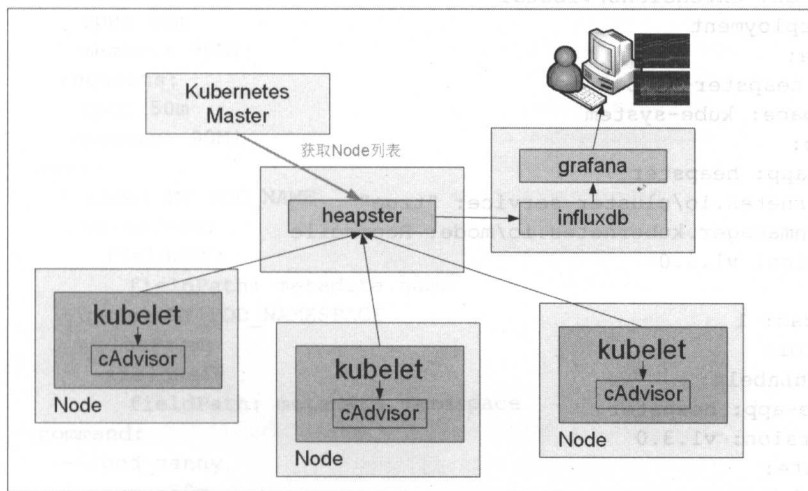 Kubernetes
Master
获取Node列表
heapster
grafana
influxdb
kubelet
cAdvisor
Node
kubelet
cAdvisor
Node
kubelet
cAdvisor
Node